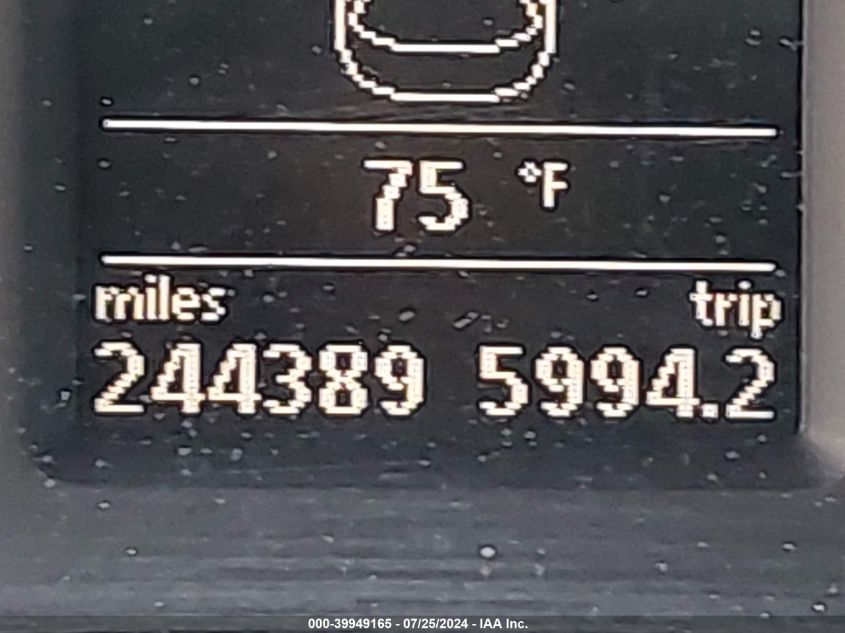 75 °F
miles trip
244389 5994.2
000-39949165 - 07/25/2024 - IAA Inc.